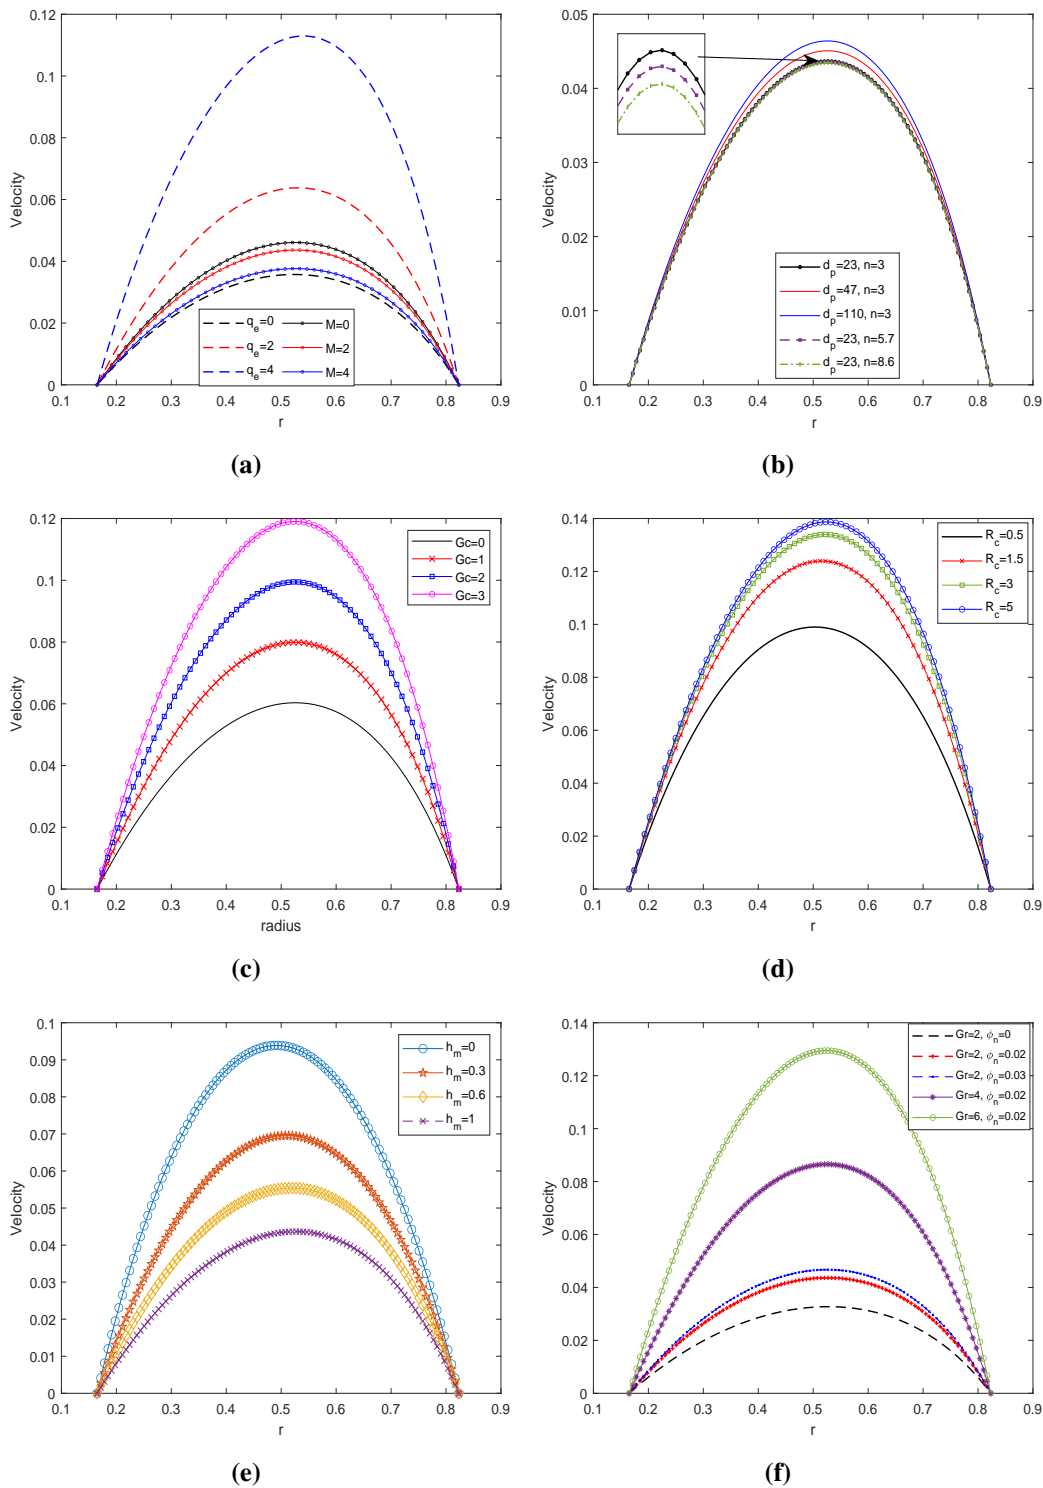 0.12
0.1
0.08
0.06
0.04
0.02
0
Velocity
q_e=0
q_e=2
q_e=4
M=0
M=2
M=4
0.1 0.2 0.3 0.4 0.5 0.6 0.7 0.8 0.9
r
(a)
0.05
0.04
0.03
0.02
0.01
0
Velocity
d_p=23, n=3
d_p=47, n=3
d_p=110, n=3
d_p=23, n=5.7
d_p=23, n=8.6
0.1 0.2 0.3 0.4 0.5 0.6 0.7 0.8 0.9
r
(b)
0.12
0.1
0.08
0.06
0.04
0.02
0
Velocity
Gc=0
Gc=1
Gc=2
Gc=3
0.1 0.2 0.3 0.4 0.5 0.6 0.7 0.8 0.9
radius
(c)
0.14
0.12
0.1
0.08
0.06
0.04
0.02
0
Velocity
R_c=0.5
R_c=1.5
R_c=3
R_c=5
0.1 0.2 0.3 0.4 0.5 0.6 0.7 0.8 0.9
r
(d)
0.1
0.09
0.08
0.07
0.06
0.05
0.04
0.03
0.02
0.01
0
Velocity
h_m=0
h_m=0.3
h_m=0.6
h_m=1
0.1 0.2 0.3 0.4 0.5 0.6 0.7 0.8 0.9
r
(e)
0.14
0.12
0.1
0.08
0.06
0.04
0.02
0
Velocity
Gr=2, ϕ_n=0
Gr=2, ϕ_n=0.02
Gr=2, ϕ_n=0.03
Gr=4, ϕ_n=0.02
Gr=6, ϕ_n=0.02
0.1 0.2 0.3 0.4 0.5 0.6 0.7 0.8 0.9
r
(f)